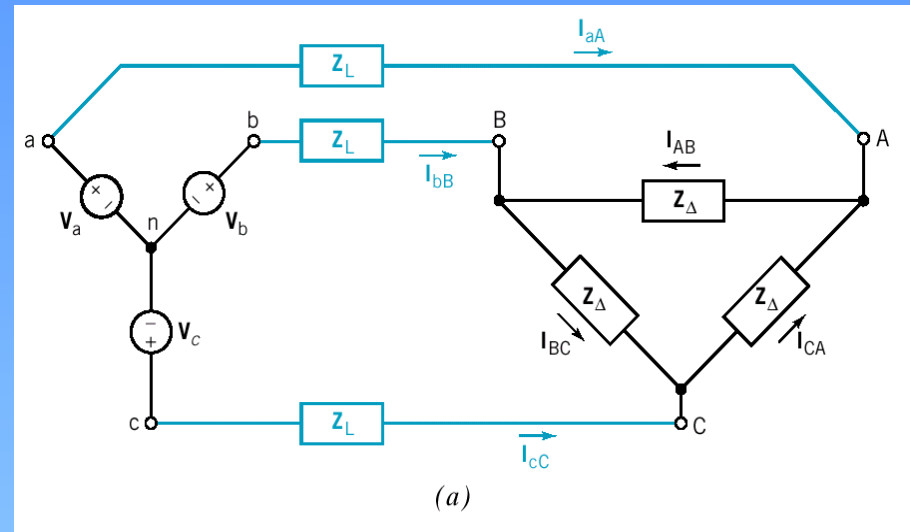 I_aA
Z_L
a
b
Z_L
I_bB
B
I_AB
A
+
−
V_a
n
−
+
V_b
Z_Δ
Z_Δ
I_BC
Z_Δ
I_CA
−
+
V_c
c
Z_L
I_cC
C
(a)